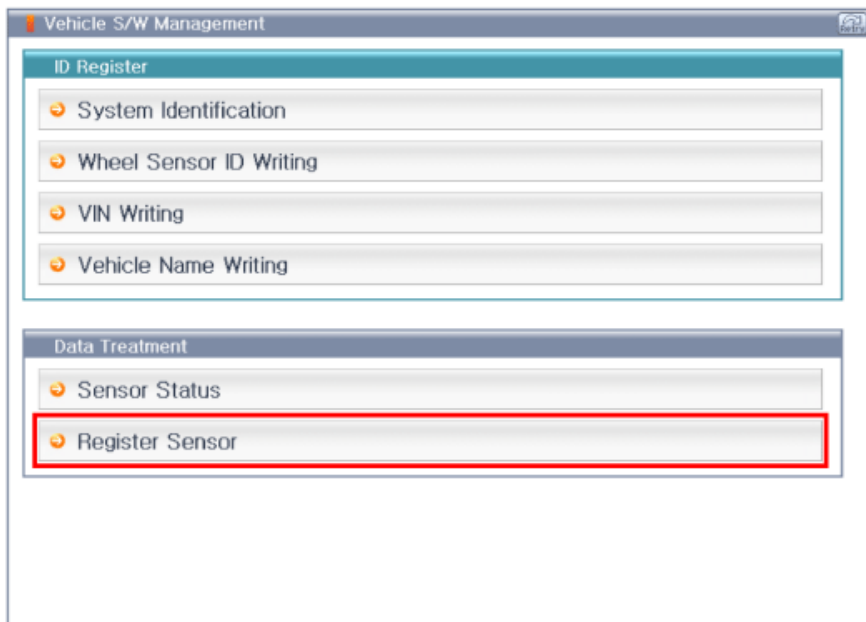 Vehicle S/W Management
Retry
ID Register
System Identification
Wheel Sensor ID Writing
VIN Writing
Vehicle Name Writing
Data Treatment
Sensor Status
Register Sensor